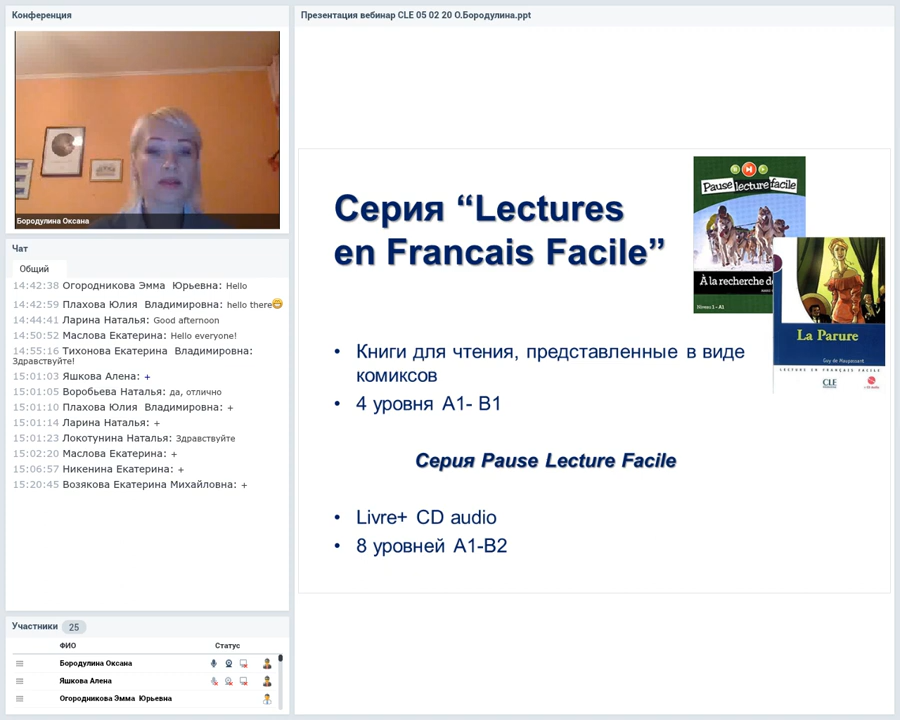 Конференция
Бородулина Оксана
Чат
Общий
14:42:38 Огородникова Эмма Юрьевна: Hello
14:42:59 Плахова Юлия Владимировна: hello there
14:44:41 Ларина Наталья: Good afternoon
14:50:52 Маслова Екатерина: Hello everyone!
14:55:16 Тихонова Екатерина Владимировна:
Здравствуйте!
15:01:03 Яшкова Алена: +
15:01:05 Воробьева Наталья: да, отлично
15:01:10 Плахова Юлия Владимировна: +
15:01:14 Ларина Наталья: +
15:01:23 Локотунина Наталья: Здравствуйте
15:02:20 Маслова Екатерина: +
15:06:57 Никенина Екатерина: +
15:20:45 Возякова Екатерина Михайловна: +
Участники 25
ФИО Статус
Бородулина Оксана
Яшкова Алена
Огородникова Эмма Юрьевна
Презентация вебинар CLE 05 02 20 О.Бородулина.ppt
Серия “Lectures
en Francais Facile”
Pause lecture facile
À la recherche d
Niveau 1 - A1
La Parure
Guy de Maupassant
LECTURES EN FRANÇAIS FACILE
CLE
• Книги для чтения, представленные в виде
комиксов
• 4 уровня А1- В1
Серия Pause Lecture Facile
• Livre+ CD audio
• 8 уровней А1-В2